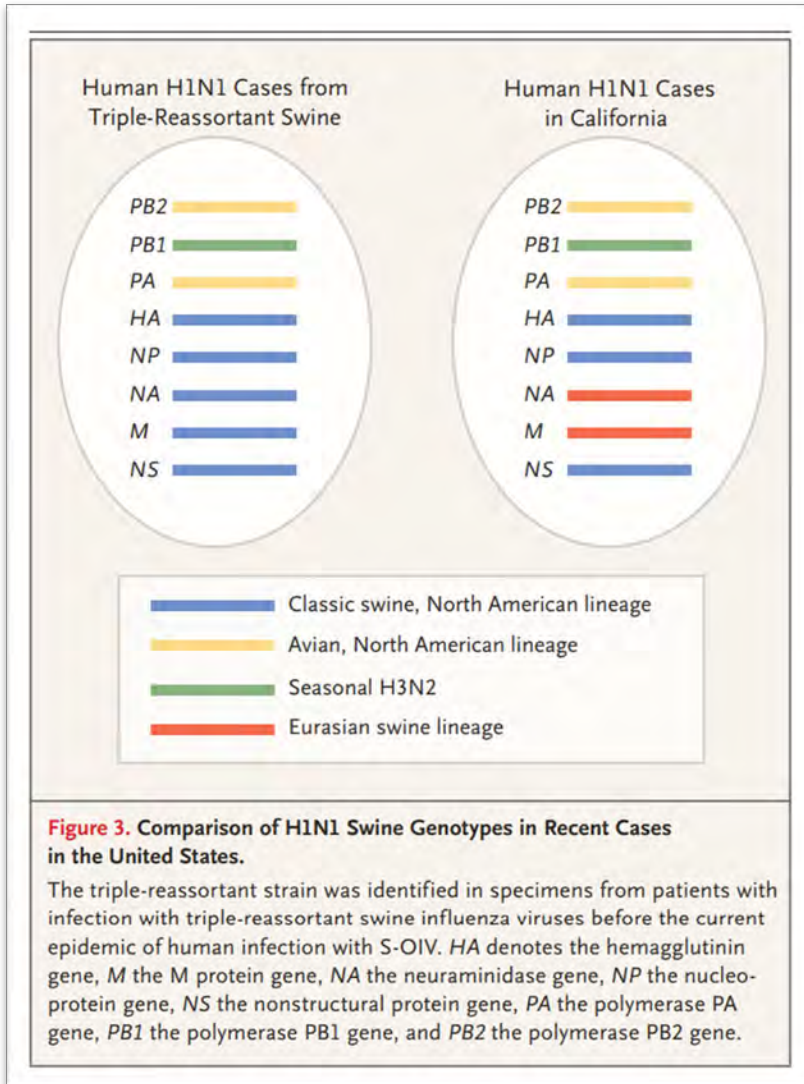 Human H1N1 Cases from
Triple-Reassortant Swine
PB2
PB1
PA
HA
NP
NA
M
NS
Human H1N1 Cases
in California
PB2
PB1
PA
HA
NP
NA
M
NS
Classic swine, North American lineage
Avian, North American lineage
Seasonal H3N2
Eurasian swine lineage
Figure 3. Comparison of H1N1 Swine Genotypes in Recent Cases
in the United States.
The triple-reassortant strain was identified in specimens from patients with
infection with triple-reassortant swine influenza viruses before the current
epidemic of human infection with S-OIV. HA denotes the hemagglutinin
gene, M the M protein gene, NA the neuraminidase gene, NP the nucleo-
protein gene, NS the nonstructural protein gene, PA the polymerase PA
gene, PB1 the polymerase PB1 gene, and PB2 the polymerase PB2 gene.